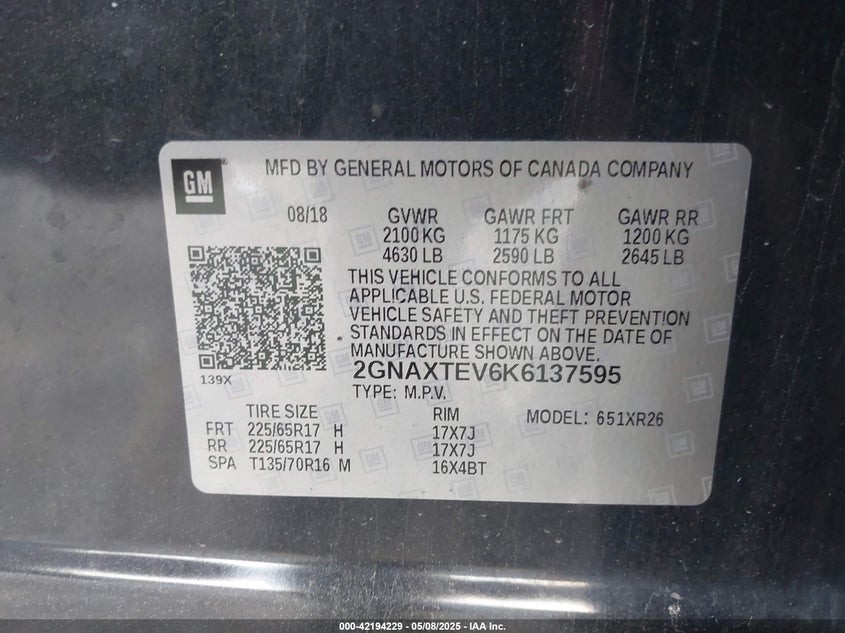 GM
MFD BY GENERAL MOTORS OF CANADA COMPANY
08/18 GVWR GAWR FRT GAWR RR
2100 KG 1175 KG 1200 KG
4630 LB 2590 LB 2645 LB
THIS VEHICLE CONFORMS TO ALL
APPLICABLE U.S. FEDERAL MOTOR
VEHICLE SAFETY AND THEFT PREVENTION
STANDARDS IN EFFECT ON THE DATE OF
MANUFACTURE SHOWN ABOVE.
139X 2GNAXTEV6K6137595
TYPE: M.P.V.
TIRE SIZE RIM MODEL: 651XR26
FRT 225/65R17 H 17X7J
RR 225/65R17 H 17X7J
SPA T135/70R16 M 16X4BT
000-42194229 - 05/08/2025 - IAA Inc.